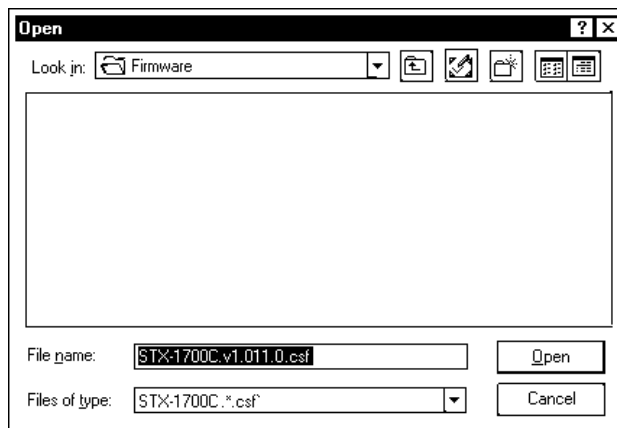 Open
Look in: Firmware
File name: STX-1700C.v1.011.0.csf Open
Files of type: STX-1700C.*.csf` Cancel